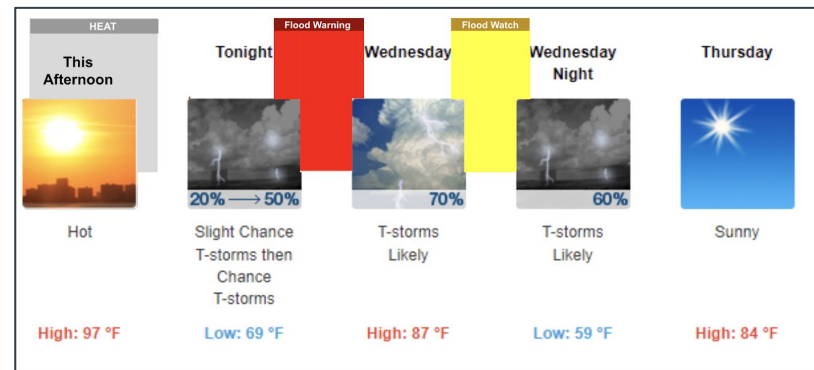 HEAT
Flood Warning
Flood Watch
This
Afternoon
Tonight
Wednesday
Wednesday
Night
Thursday
20% → 50%
70%
60%
Hot
Slight Chance
T-storms then
Chance
T-storms
T-storms
Likely
T-storms
Likely
Sunny
High: 97 °F
Low: 69 °F
High: 87 °F
Low: 59 °F
High: 84 °F